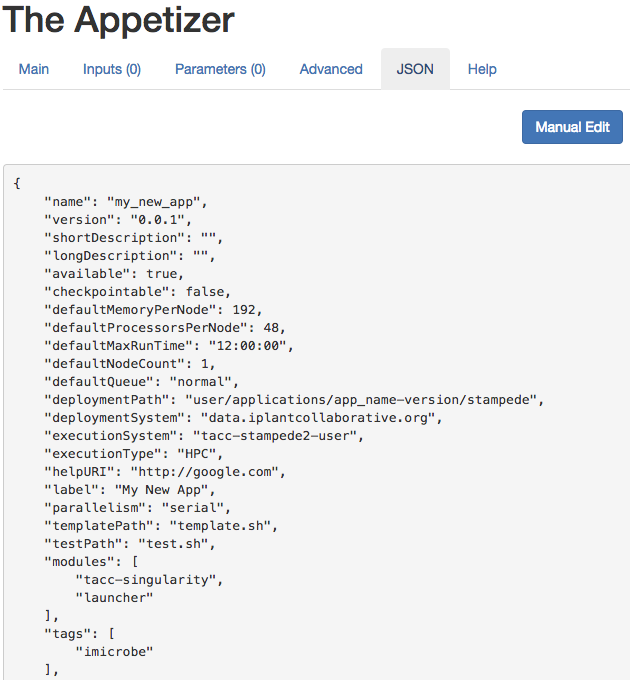 The Appetizer
Main Inputs (0) Parameters (0) Advanced JSON Help
Manual Edit
{
    "name": "my_new_app",
    "version": "0.0.1",
    "shortDescription": "",
    "longDescription": "",
    "available": true,
    "checkpointable": false,
    "defaultMemoryPerNode": 192,
    "defaultProcessorsPerNode": 48,
    "defaultMaxRunTime": "12:00:00",
    "defaultNodeCount": 1,
    "defaultQueue": "normal",
    "deploymentPath": "user/applications/app_name-version/stampede",
    "deploymentSystem": "data.iplantcollaborative.org",
    "executionSystem": "tacc-stampede2-user",
    "executionType": "HPC",
    "helpURI": "http://google.com",
    "label": "My New App",
    "parallelism": "serial",
    "templatePath": "template.sh",
    "testPath": "test.sh",
    "modules": [
        "tacc-singularity",
        "launcher"
    ],
    "tags": [
        "imicrobe"
    ],